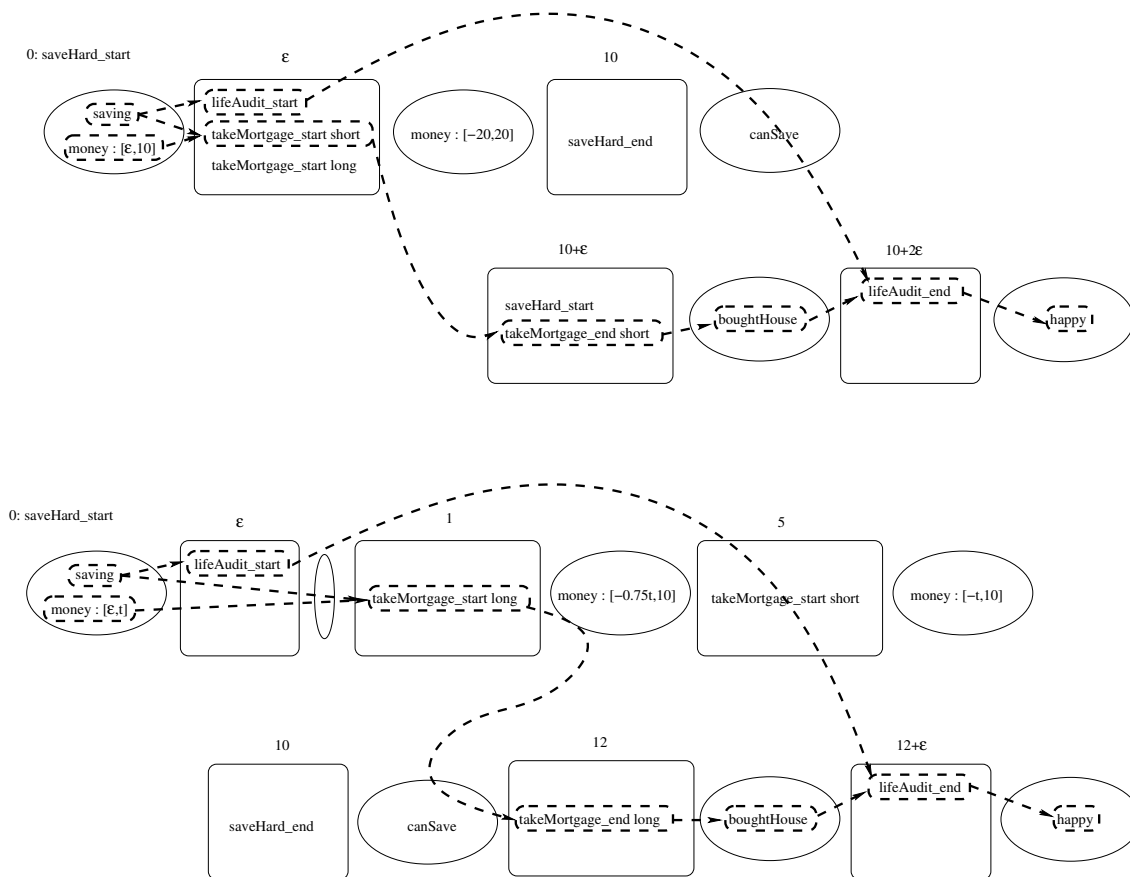 0: saveHard_start
ε
10
saving
lifeAudit_start
money : [ε,10]
takeMortgage_start short
money : [−20,20]
saveHard_end
canSave
takeMortgage_start long
10+ε
10+2ε
saveHard_start
lifeAudit_end
takeMortgage_end short
boughtHouse
happy
0: saveHard_start
ε
1
5
saving
lifeAudit_start
money : [ε,t]
takeMortgage_start long
money : [−0.75t,10]
takeMortgage_start short
money : [−t,10]
10
12
12+ε
lifeAudit_end
saveHard_end
canSave
takeMortgage_end long
boughtHouse
happy